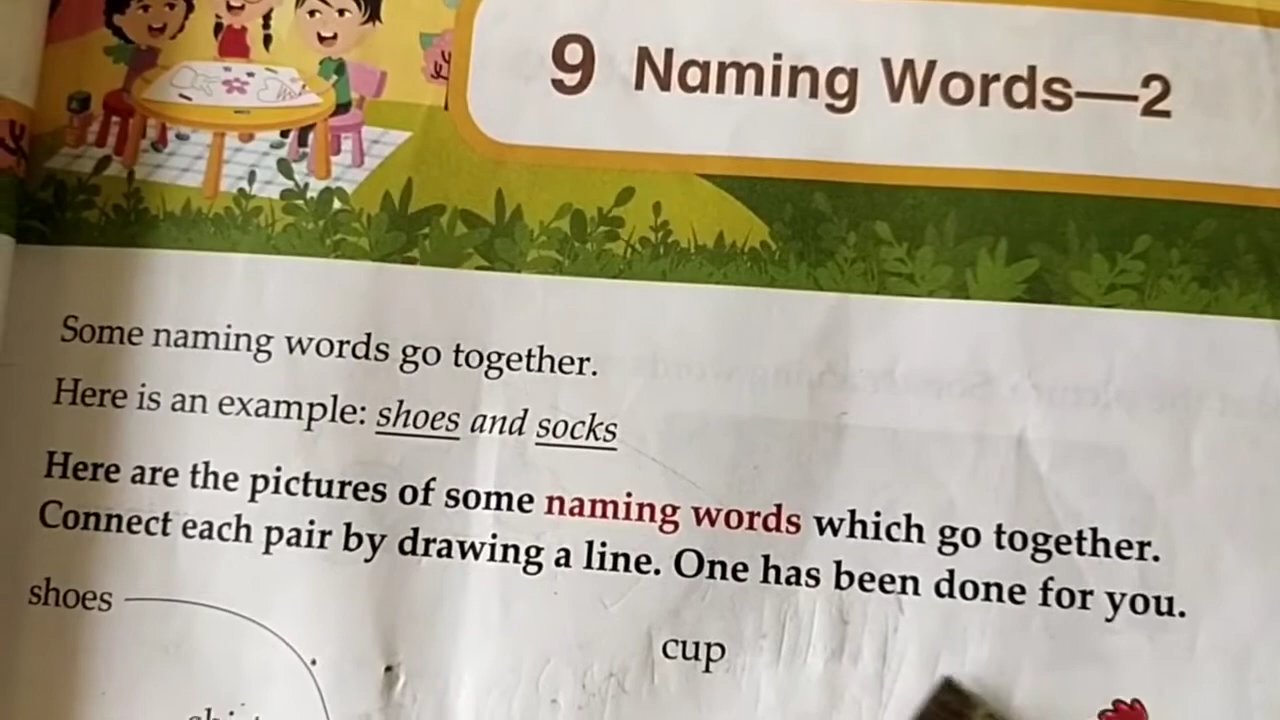 9 Naming Words—2
Some naming words go together.
Here is an example: shoes and socks
Here are the pictures of some naming words which go together.
Connect each pair by drawing a line. One has been done for you.
shoes
cup